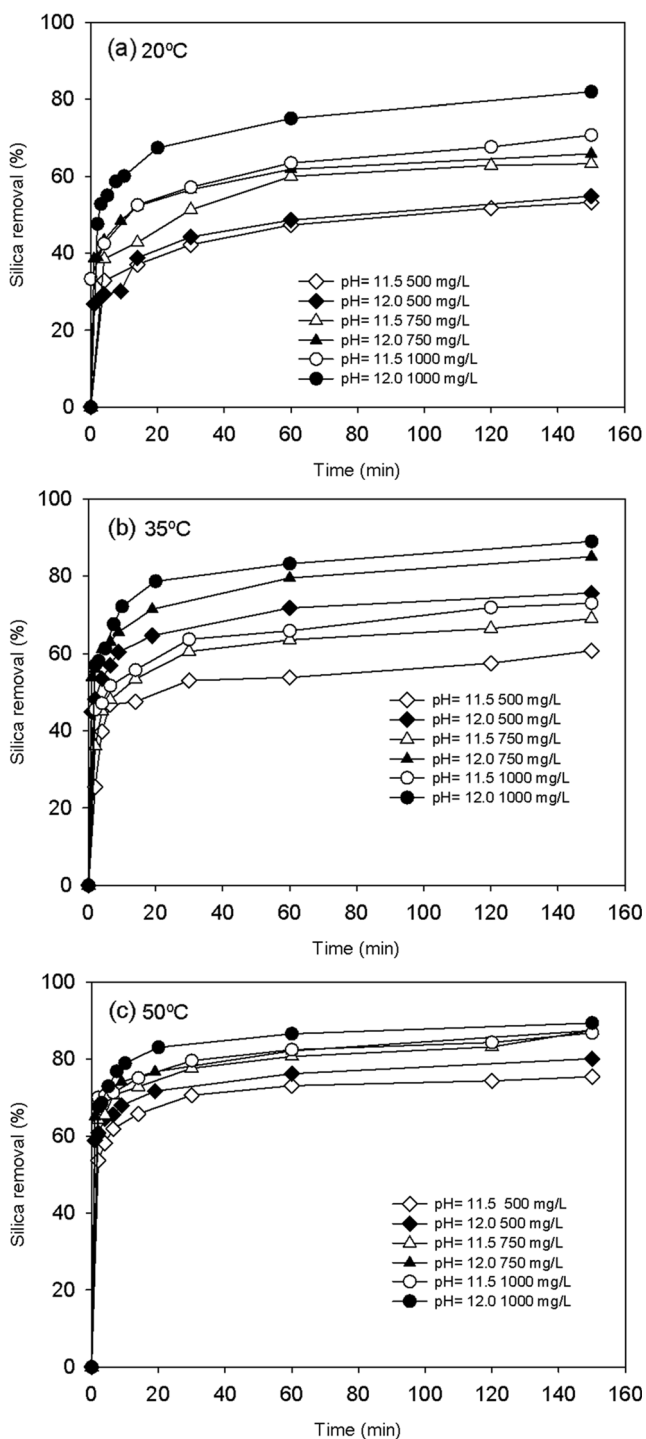 100
(a) 20ºC
80
60
40
20
0
Silica removal (%)
pH= 11.5 500 mg/L
pH= 12.0 500 mg/L
pH= 11.5 750 mg/L
pH= 12.0 750 mg/L
pH= 11.5 1000 mg/L
pH= 12.0 1000 mg/L
0 20 40 60 80 100 120 140 160
Time (min)
100
(b) 35ºC
80
60
40
20
0
Silica removal (%)
pH= 11.5 500 mg/L
pH= 12.0 500 mg/L
pH= 11.5 750 mg/L
pH= 12.0 750 mg/L
pH= 11.5 1000 mg/L
pH= 12.0 1000 mg/L
0 20 40 60 80 100 120 140 160
Time (min)
100
(c) 50ºC
80
60
40
20
0
Silica removal (%)
pH= 11.5 500 mg/L
pH= 12.0 500 mg/L
pH= 11.5 750 mg/L
pH= 12.0 750 mg/L
pH= 11.5 1000 mg/L
pH= 12.0 1000 mg/L
0 20 40 60 80 100 120 140 160
Time (min)